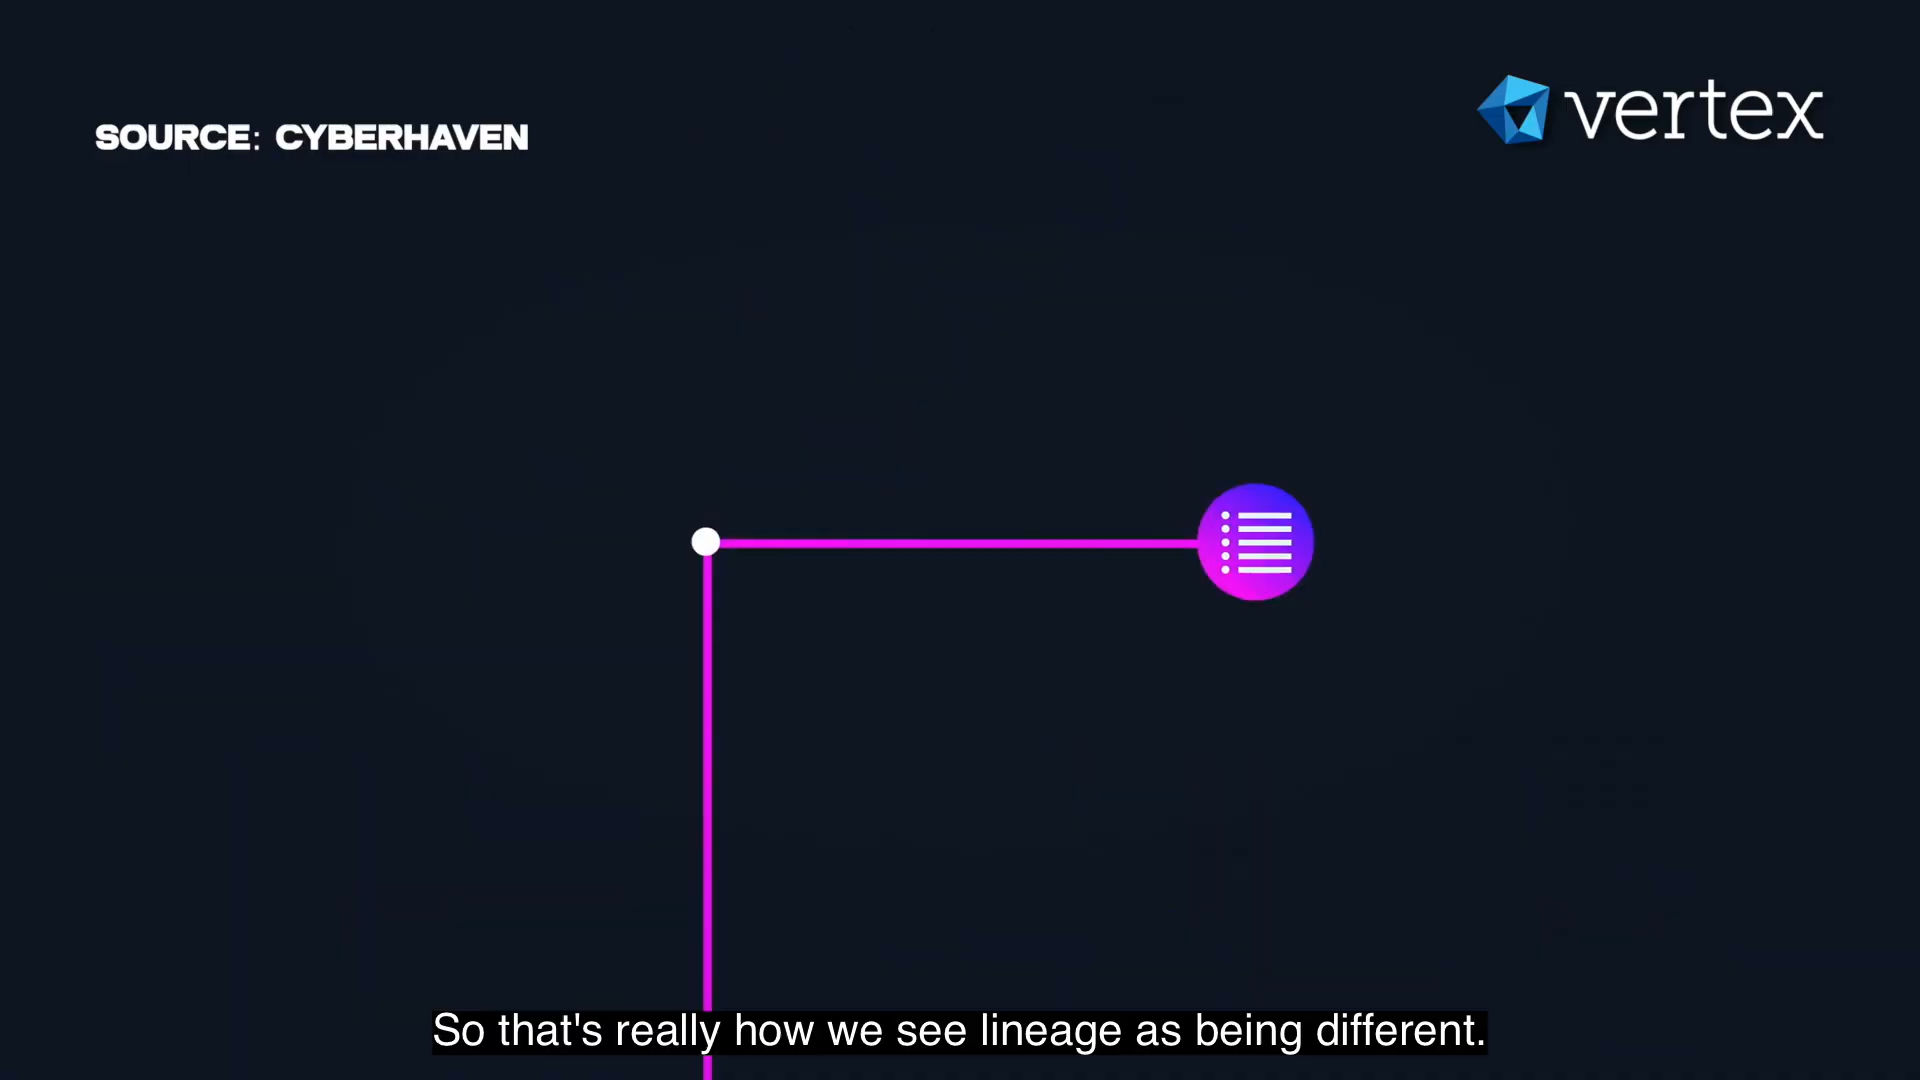 SOURCE: CYBERHAVEN
vertex
So that's really how we see lineage as being different.